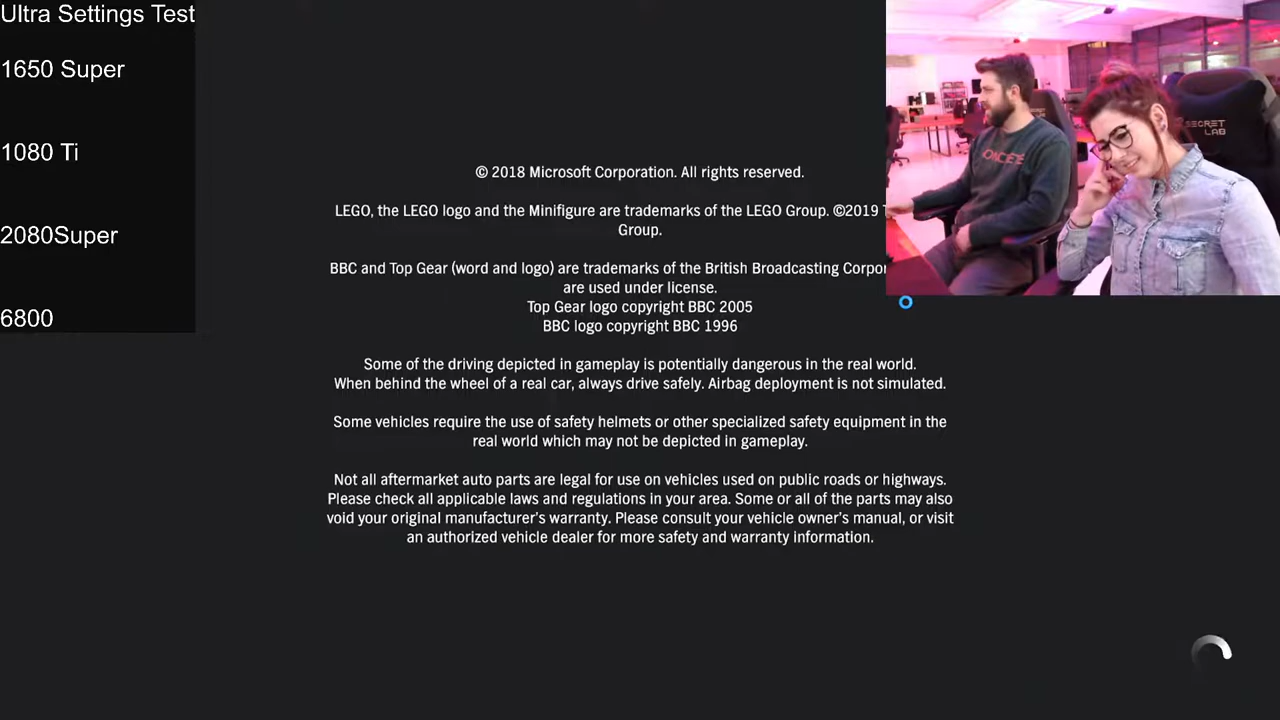 Ultra Settings Test
1650 Super
1080 Ti
2080Super
6800
© 2018 Microsoft Corporation. All rights reserved.
LEGO, the LEGO logo and the Minifigure are trademarks of the LEGO Group. ©2019
Group.
BBC and Top Gear (word and logo) are trademarks of the British Broadcasting
are used under license.
Top Gear logo copyright BBC 2005
BBC logo copyright BBC 1996
Some of the driving depicted in gameplay is potentially dangerous in the real world.
When behind the wheel of a real car, always drive safely. Airbag deployment is not simulated.
Some vehicles require the use of safety helmets or other specialized safety equipment in the
real world which may not be depicted in gameplay.
Not all aftermarket auto parts are legal for use on vehicles used on public roads or highways.
Please check all applicable laws and regulations in your area. Some or all of the parts may also
void your original manufacturer's warranty. Please consult your vehicle owner's manual, or visit
an authorized vehicle dealer for more safety and warranty information.
SECRET
LAB